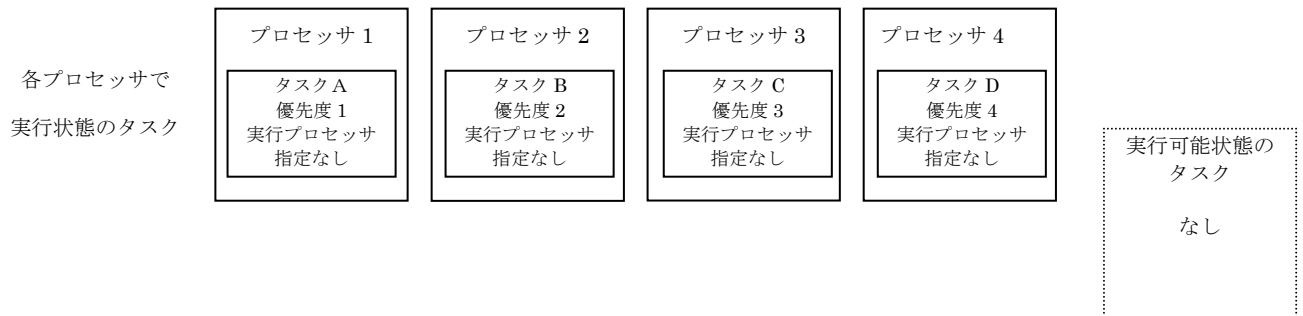 プロセッサ 1
プロセッサ 2
プロセッサ 3
プロセッサ 4
各プロセッサで
実行状態のタスク
タスクA
優先度 1
実行プロセッサ
指定なし
タスク B
優先度 2
実行プロセッサ
指定なし
タスク C
優先度 3
実行プロセッサ
指定なし
タスク D
優先度 4
実行プロセッサ
指定なし
実行可能状態の
タスク
なし